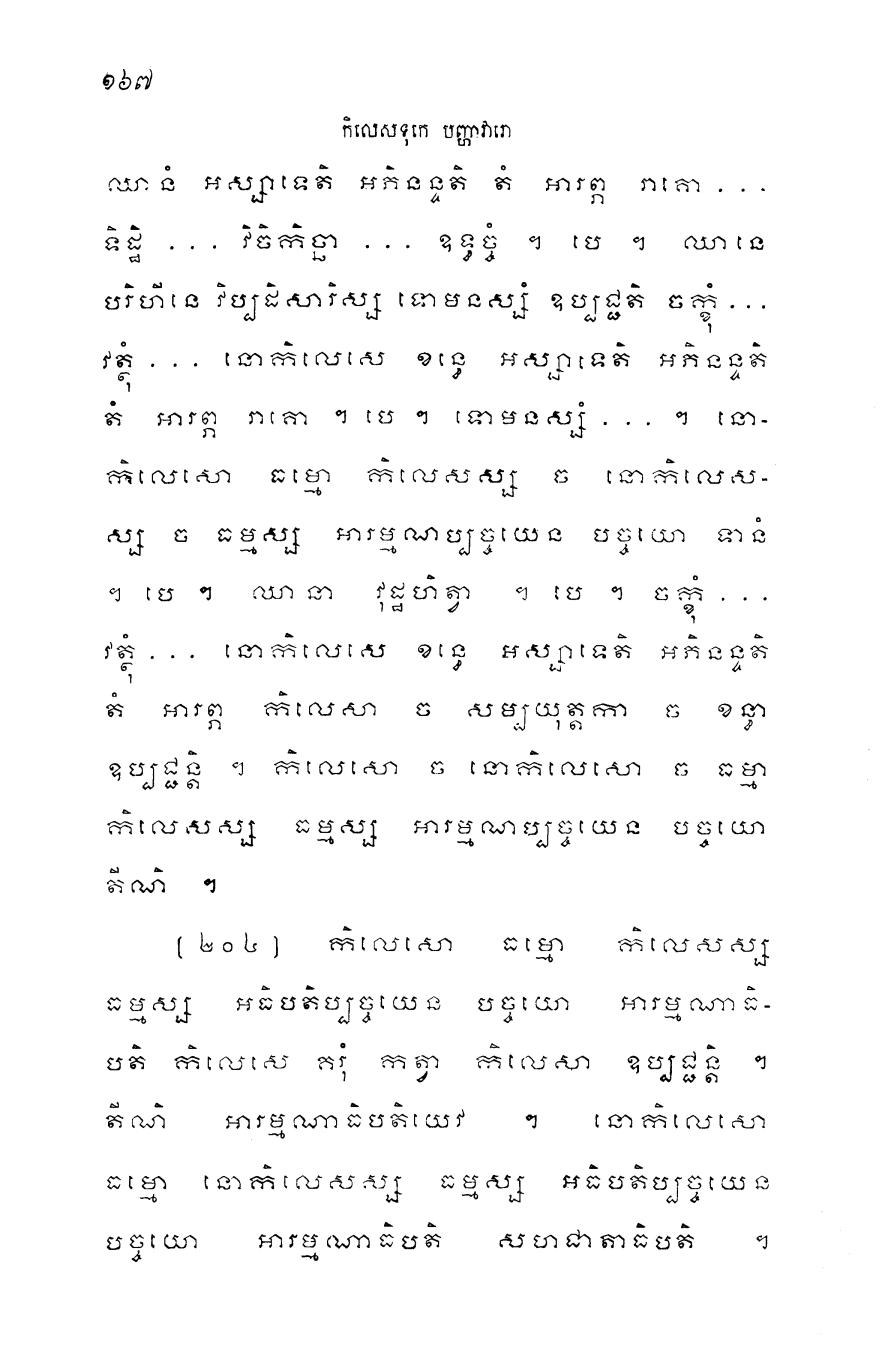 ១៦៧
កិលេសទុកេ បញ្ហាវារោ
ឈានំ អស្សាទេតិ អភិនន្ទតិ តំ អារព្ភ រាគោ . . .
ទិដ្ឋិ . . . វិចិកិច្ឆា . . . ឧទ្ធច្ចំ ។ បេ ។ ឈានេ
បរិហីនេ វិប្បដិសារិស្ស ទោមនស្សំ ឧប្បជ្ជតិ ចក្ខុំ . . .
វត្ថុំ . . . នោកិលេសេ ខន្ធេ អស្សាទេតិ អភិនន្ទតិ
តំ អារព្ភ រាគោ ។ បេ ។ ទោមនស្សំ . . . ។ នោ-
កិលេសោ ធម្មោ កិលេសស្ស ច នោកិលេស-
ស្ស ច ធម្មស្ស អារម្មណប្បច្ចយេន បច្ចយោ ទានំ
។ បេ ។ ឈានា វុដ្ឋហិត្វា ។ បេ ។ ចក្ខុំ . . .
វត្ថុំ . . . នោកិលេសេ ខន្ធេ អស្សាទេតិ អភិនន្ទតិ
តំ អារព្ភ កិលេសា ច សម្បយុត្តកា ច ខន្ធា
ឧប្បជ្ជន្តិ ។ កិលេសោ ច នោកិលេសោ ច ធម្មា
កិលេសស្ស ធម្មស្ស អារម្មណប្បច្ចយេន បច្ចយោ
តីណិ ។
[ ២០៤ ] កិលេសោ ធម្មោ កិលេសស្ស
ធម្មស្ស អធិបតិប្បច្ចយេន បច្ចយោ អារម្មណាធិ-
បតិ កិលេសេ គរុំ កត្វា កិលេសា ឧប្បជ្ជន្តិ ។
តីណិ អារម្មណាធិបតិយេវ ។ នោកិលេសោ
ធម្មោ នោកិលេសស្ស ធម្មស្ស អធិបតិប្បច្ចយេន
បច្ចយោ អារម្មណាធិបតិ សហជាតាធិបតិ ។